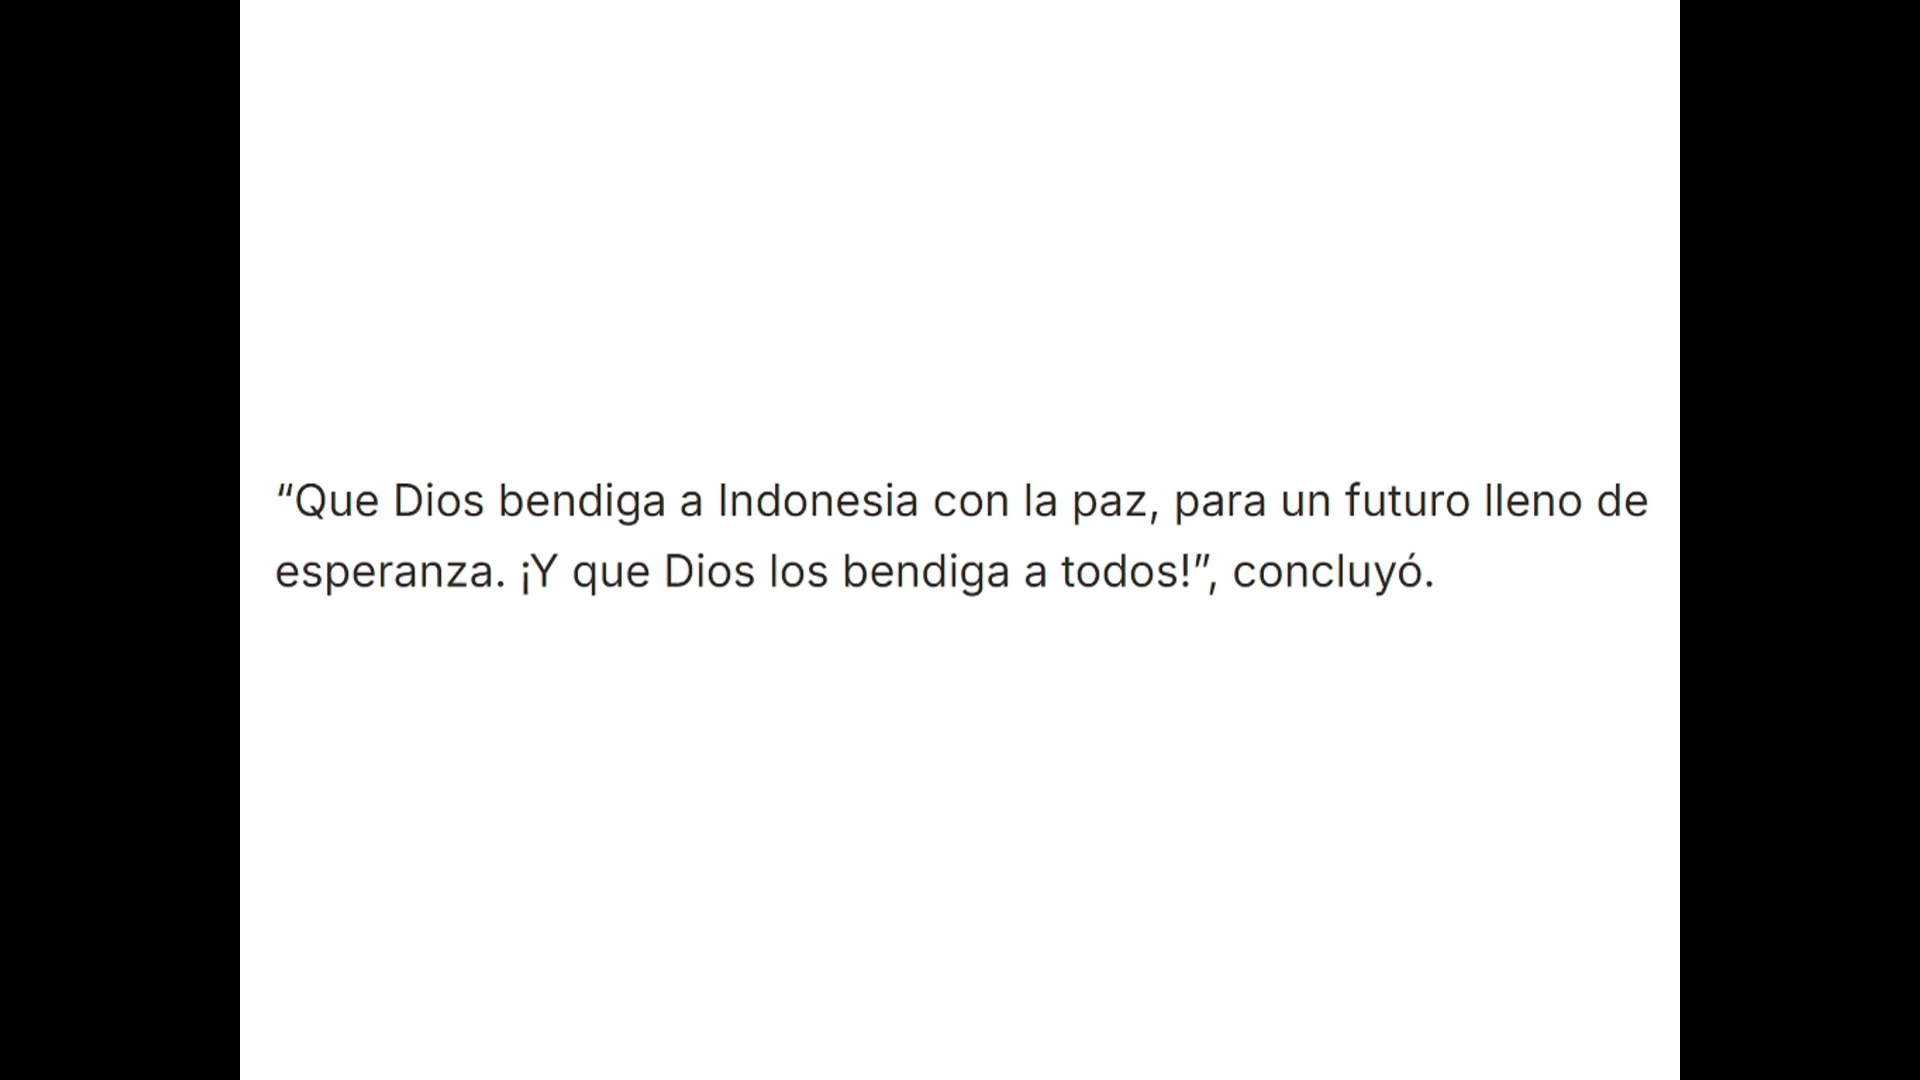 “Que Dios bendiga a Indonesia con la paz, para un futuro lleno de
esperanza. ¡Y que Dios los bendiga a todos!”, concluyó.